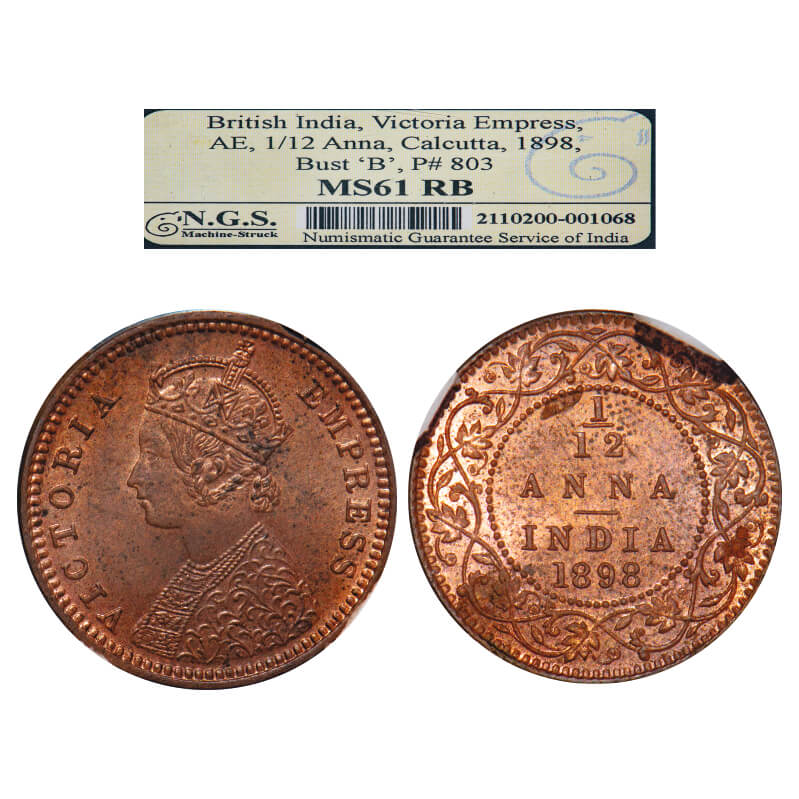 British India, Victoria Empress,
AE, 1/12 Anna, Calcutta, 1898,
Bust ‘B’, P# 803
MS61 RB
N.G.S.
Machine-Struck
2110200-001068
Numismatic Guarantee Service of India
VICTORIA EMPRESS
1
12
ANNA
INDIA
1898